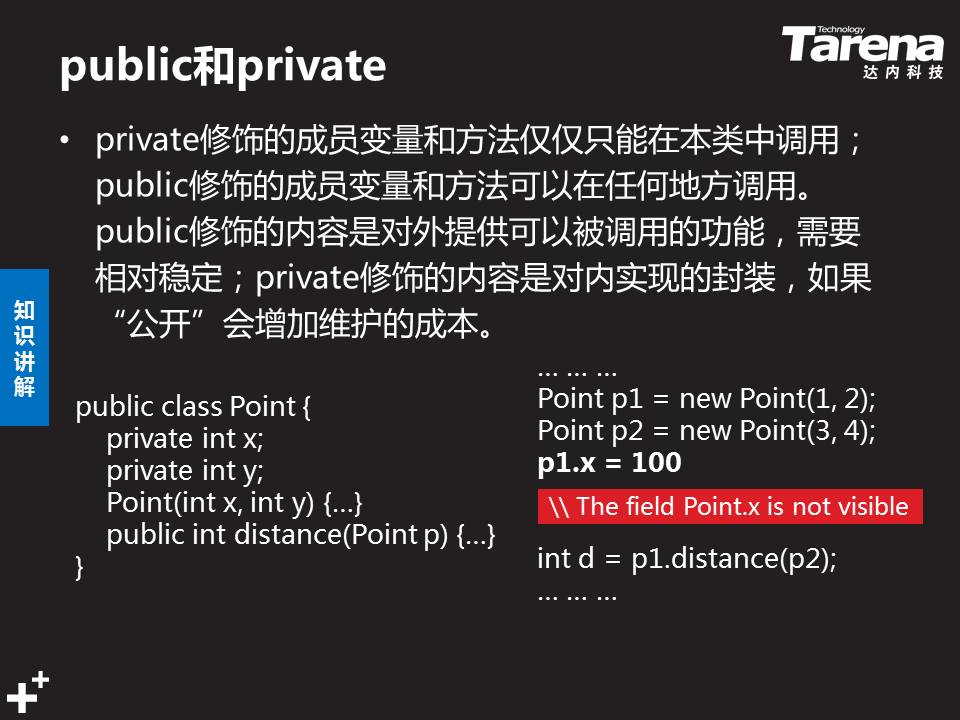 public和private
Technology
Tarena
达内科技
• private修饰的成员变量和方法仅仅只能在本类中调用；
public修饰的成员变量和方法可以在任何地方调用。
public修饰的内容是对外提供可以被调用的功能，需要
相对稳定；private修饰的内容是对内实现的封装，如果
“公开”会增加维护的成本。
知识讲解
public class Point {
private int x;
private int y;
Point(int x, int y) {…}
public int distance(Point p) {…}
}
… … …
Point p1 = new Point(1, 2);
Point p2 = new Point(3, 4);
p1.x = 100
\\ The field Point.x is not visible
int d = p1.distance(p2);
… … …